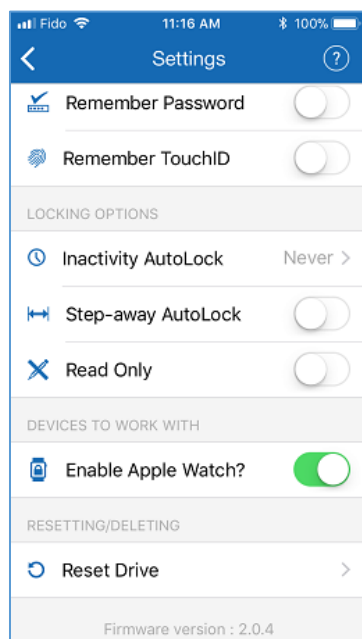 Fido 11:16 AM 100%
Settings ?
Remember Password
Remember TouchID
LOCKING OPTIONS
Inactivity AutoLock Never >
Step-away AutoLock
Read Only
DEVICES TO WORK WITH
Enable Apple Watch?
RESETTING/DELETING
Reset Drive >
Firmware version : 2.0.4